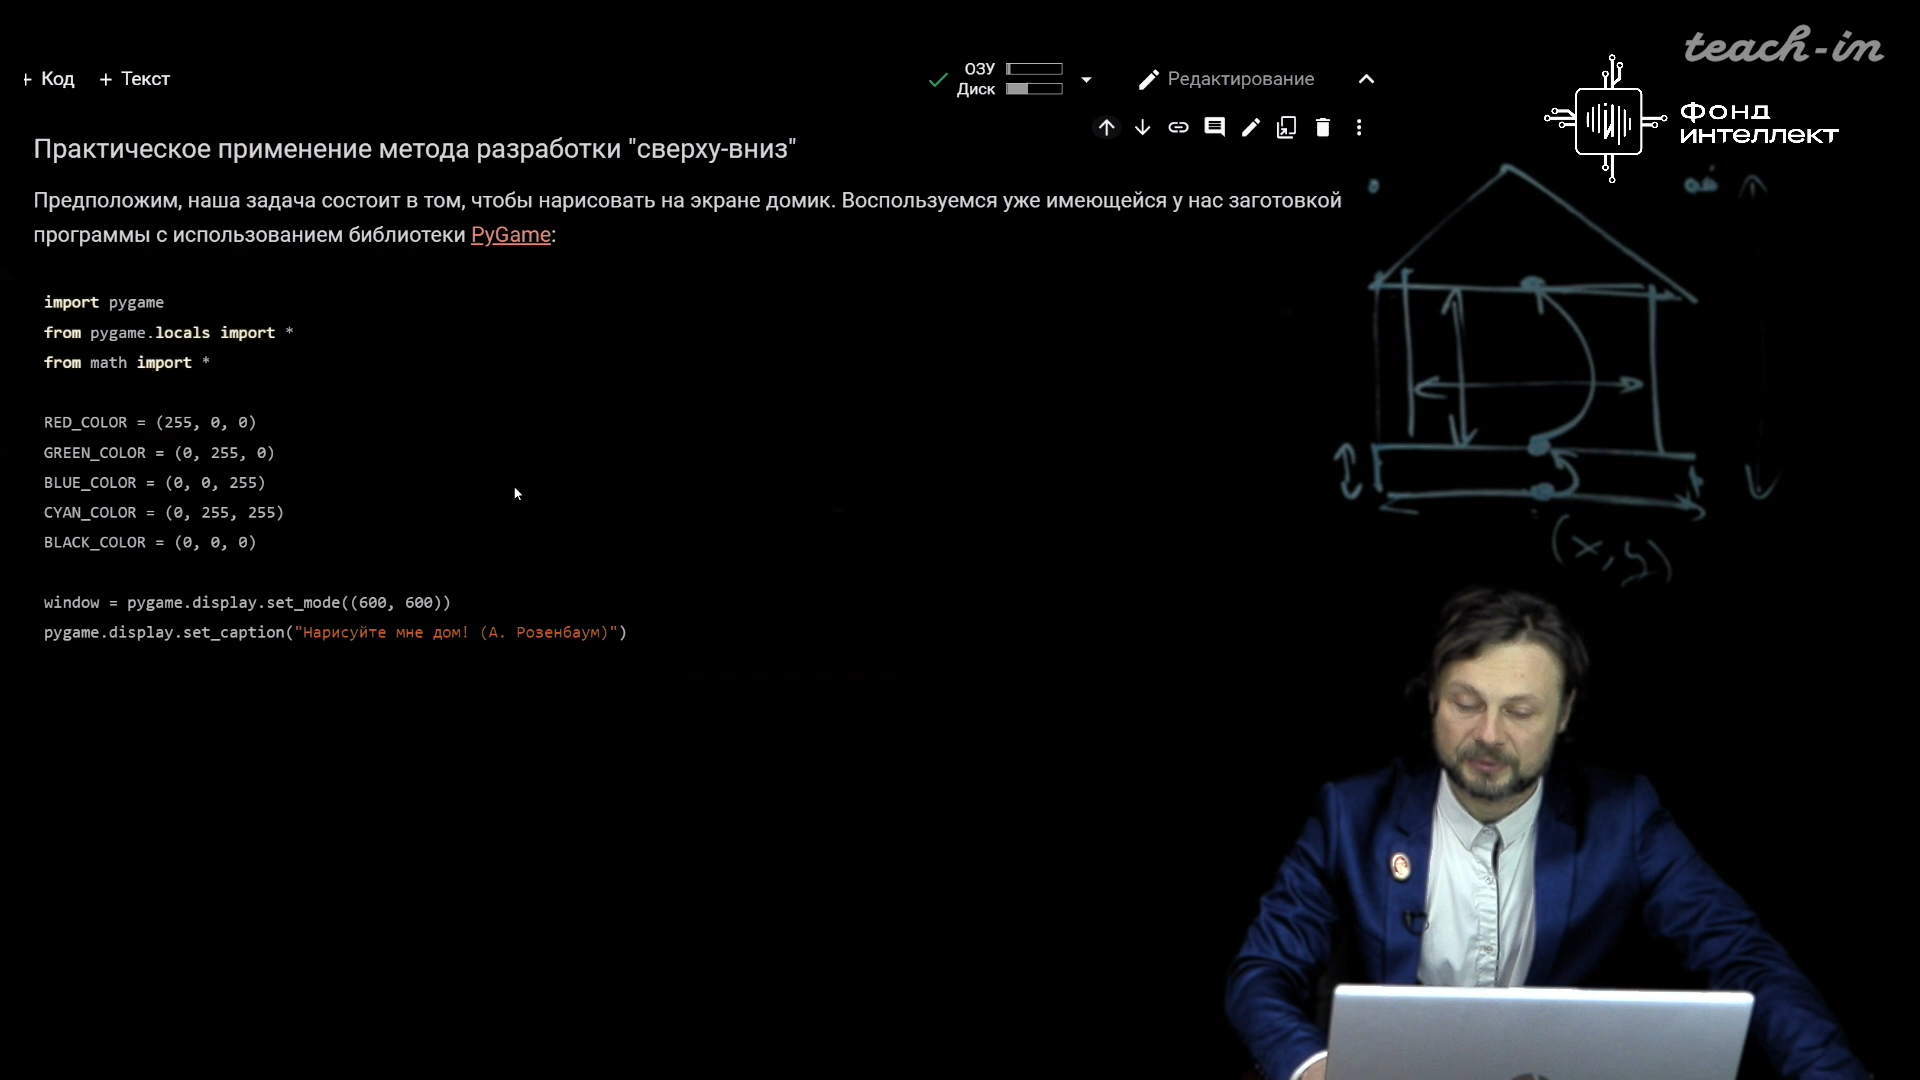 teach-in
Фонд
интеллект
+ Код + Текст
ОЗУ
Диск
Редактирование
Практическое применение метода разработки "сверху-вниз"
Предположим, наша задача состоит в том, чтобы нарисовать на экране домик. Воспользуемся уже имеющейся у нас заготовкой
программы с использованием библиотеки PyGame:
import pygame
from pygame.locals import *
from math import *
RED_COLOR = (255, 0, 0)
GREEN_COLOR = (0, 255, 0)
BLUE_COLOR = (0, 0, 255)
CYAN_COLOR = (0, 255, 255)
BLACK_COLOR = (0, 0, 0)
window = pygame.display.set_mode((600, 600))
pygame.display.set_caption("Нарисуйте мне дом! (А. Розенбаум)")
(x,y)